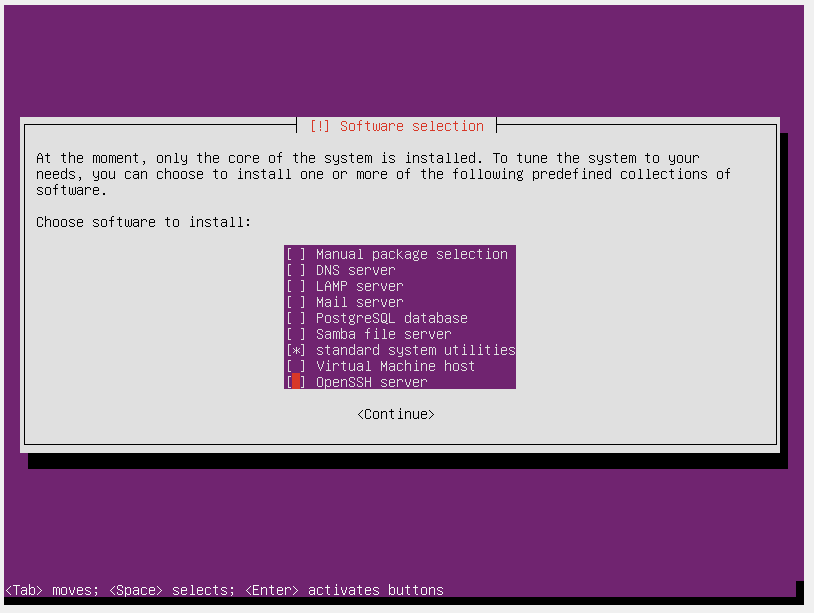 [!] Software selection
At the moment, only the core of the system is installed. To tune the system to your
needs, you can choose to install one or more of the following predefined collections of
software.
Choose software to install:
[ ] Manual package selection
[ ] DNS server
[ ] LAMP server
[ ] Mail server
[ ] PostgreSQL database
[ ] Samba file server
[*] standard system utilities
[ ] Virtual Machine host
[ ] OpenSSH server
<Continue>
<Tab> moves; <Space> selects; <Enter> activates buttons